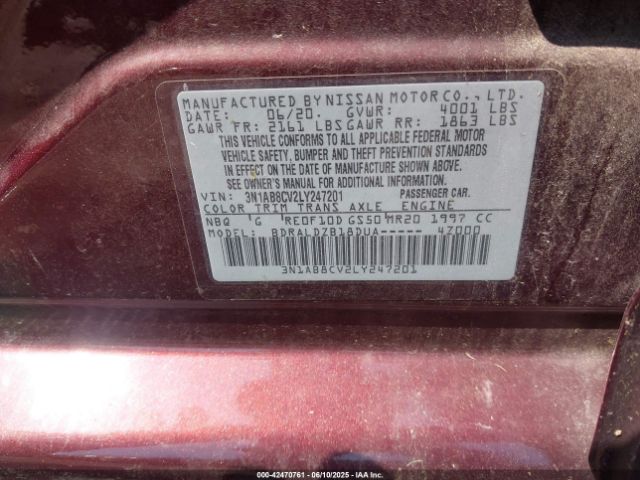 MANUFACTURED BY NISSAN MOTOR CO., LTD.
DATE: 06/20. GVWR: 4001 LBS
GAWR FR: 2161 LBS GAWR RR: 1863 LBS
THIS VEHICLE CONFORMS TO ALL APPLICABLE FEDERAL MOTOR
VEHICLE SAFETY, BUMPER AND THEFT PREVENTION STANDARDS
IN EFFECT ON THE DATE OF MANUFACTURE SHOWN ABOVE.
SEE OWNER'S MANUAL FOR ADDITIONAL INFORMATION.
VIN: 3N1AB8CV2LY247201 PASSENGER CAR.
COLOR TRIM TRANS AXLE ENGINE
NBQ G RE0F10D GS50 MR20 1997 CC
MODEL: BDRALDZB18DUA----- 4Z000
3N1AB8CV2LY247201
000-42470761 - 06/10/2025 - IAA, Inc.